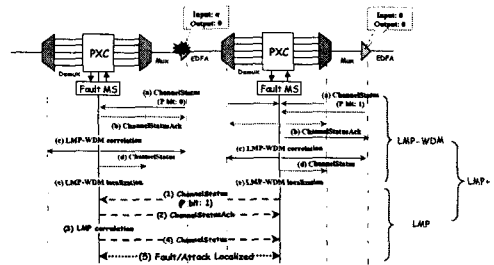 Input: α
Output: 0
Input: 0
Output: 0
PXC
PXC
Demux
Mux
EDFA
Demux
Mux
EDFA
Fault MS
Fault MS
(a) ChannelStatus
(P bit: 0)
(a) ChannelStatus
(P bit: 1)
(b) ChannelStatusAck
(b) ChannelStatusAck
(c) LMP-WDM correlation
(c) LMP-WDM correlation
(d) ChannelStatus
(d) ChannelStatus
(e) LMP-WDM localization
(e) LMP-WDM localization
LMP-WDM
LMP+
(1) ChannelStatus
(P bit: 1)
(2) ChannelStatusAck
(3) LMP correlation
(4) ChannelStatus
LMP
(5) Fault/Attack Localized